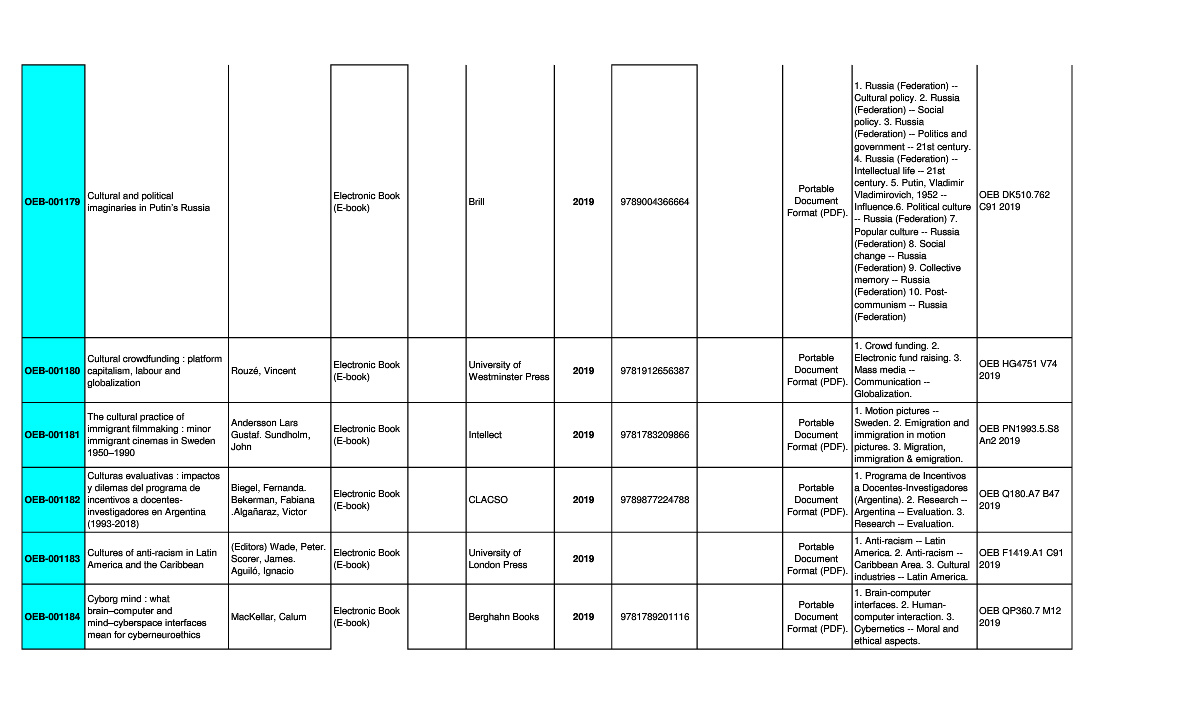 OEB-001179
Cultural and political
imaginaries in Putin's Russia
Electronic Book
(E-book)
Brill
2019
9789004366664
Portable
Document
Format (PDF).
1. Russia (Federation) --
Cultural policy. 2. Russia
(Federation) -- Social
policy. 3. Russia
(Federation) -- Politics and
government -- 21st century.
4. Russia (Federation) --
Intellectual life -- 21st
century. 5. Putin, Vladimir
Vladimirovich, 1952 --
Influence.6. Political culture
-- Russia (Federation) 7.
Popular culture -- Russia
(Federation) 8. Social
change -- Russia
(Federation) 9. Collective
memory -- Russia
(Federation) 10. Post-
communism -- Russia
(Federation)
OEB DK510.762
C91 2019
OEB-001180
Cultural crowdfunding : platform
capitalism, labour and
globalization
Rouzé, Vincent
Electronic Book
(E-book)
University of
Westminster Press
2019
9781912656387
Portable
Document
Format (PDF).
1. Crowd funding. 2.
Electronic fund raising. 3.
Mass media --
Communication --
Globalization.
OEB HG4751 V74
2019
OEB-001181
The cultural practice of
immigrant filmmaking : minor
immigrant cinemas in Sweden
1950–1990
Andersson Lars
Gustaf. Sundholm,
John
Electronic Book
(E-book)
Intellect
2019
9781783209866
Portable
Document
Format (PDF).
1. Motion pictures --
Sweden. 2. Emigration and
immigration in motion
pictures. 3. Migration,
immigration & emigration.
OEB PN1993.5.S8
An2 2019
OEB-001182
Culturas evaluativas : impactos
y dilemas del programa de
incentivos a docentes-
investigadores en Argentina
(1993-2018)
Biegel, Fernanda.
Bekerman, Fabiana
.Algañaraz, Victor
Electronic Book
(E-book)
CLACSO
2019
9789877224788
Portable
Document
Format (PDF).
1. Programa de Incentivos
a Docentes-Investigadores
(Argentina). 2. Research --
Argentina -- Evaluation. 3.
Research -- Evaluation.
OEB Q180.A7 B47
2019
OEB-001183
Cultures of anti-racism in Latin
America and the Caribbean
(Editors) Wade, Peter.
Scorer, James.
Aguiló, Ignacio
Electronic Book
(E-book)
University of
London Press
2019
Portable
Document
Format (PDF).
1. Anti-racism -- Latin
America. 2. Anti-racism --
Caribbean Area. 3. Cultural
industries -- Latin America.
OEB F1419.A1 C91
2019
OEB-001184
Cyborg mind : what
brain–computer and
mind–cyberspace interfaces
mean for cyberneuroethics
MacKellar, Calum
Electronic Book
(E-book)
Berghahn Books
2019
9781789201116
Portable
Document
Format (PDF).
1. Brain-computer
interfaces. 2. Human-
computer interaction. 3.
Cybernetics -- Moral and
ethical aspects.
OEB QP360.7 M12
2019